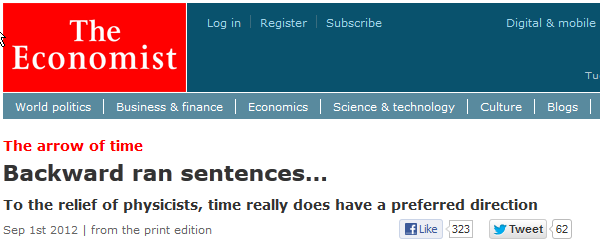 The
Economist
Log in Register Subscribe Digital & mobile
Tu
World politics Business & finance Economics Science & technology Culture Blogs
The arrow of time
Backward ran sentences...
To the relief of physicists, time really does have a preferred direction
Sep 1st 2012 | from the print edition Like 323 Tweet 62